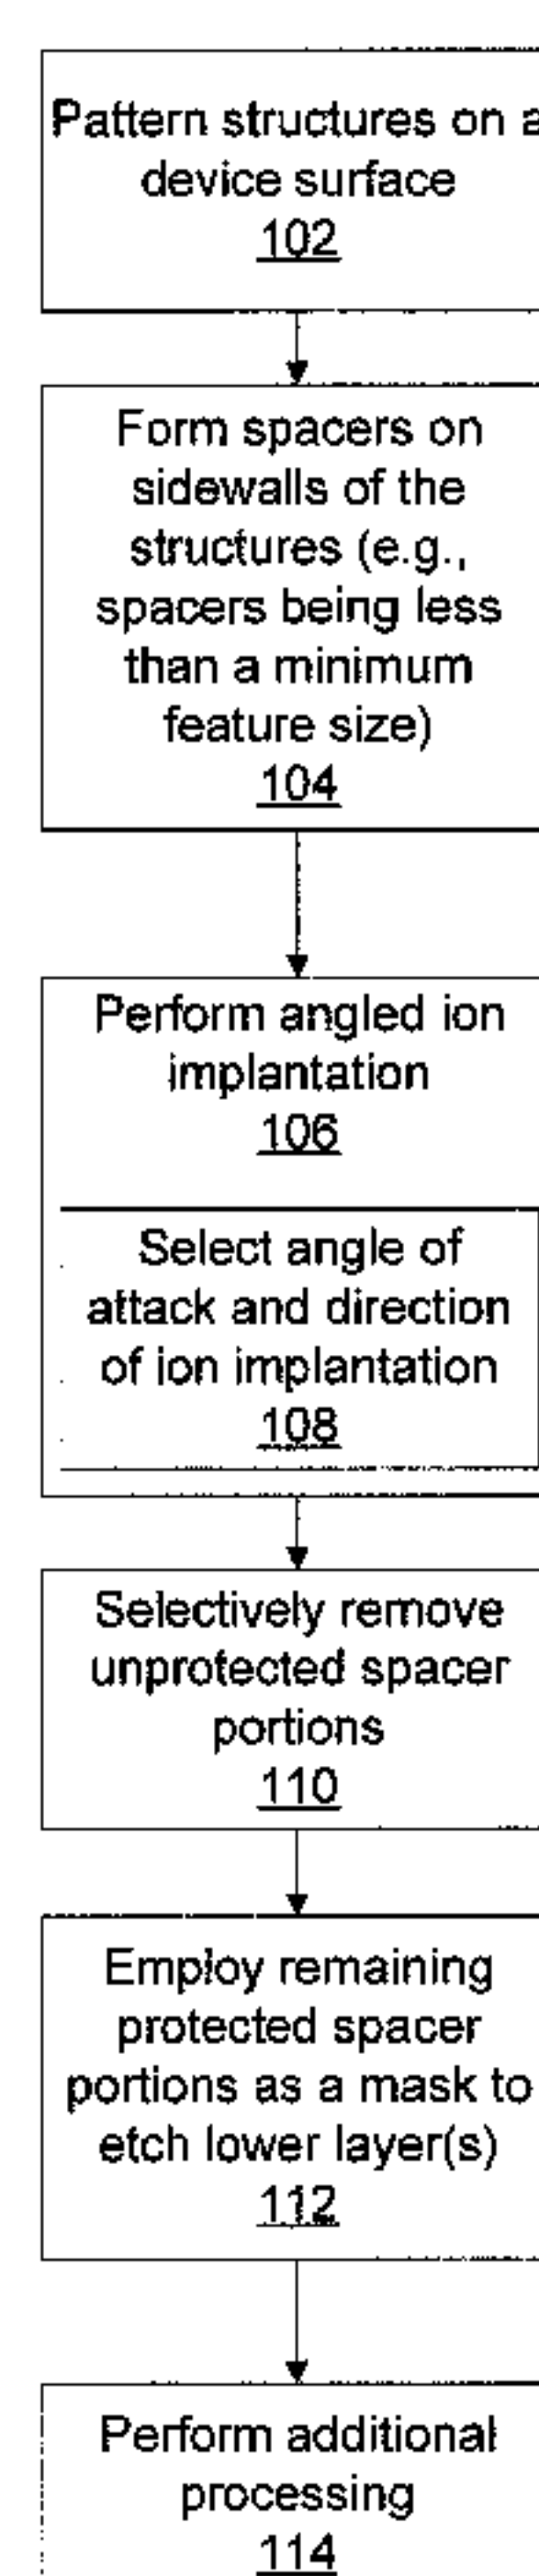 Pattern structures on a
device surface
102
Form spacers on
sidewalls of the
structures (e.g.,
spacers being less
than a minimum
feature size)
104
Perform angled ion
implantation
106
Select angle of
attack and direction
of ion implantation
108
Selectively remove
unprotected spacer
portions
110
Employ remaining
protected spacer
portions as a mask to
etch lower layer(s)
112
Perform additional
processing
114